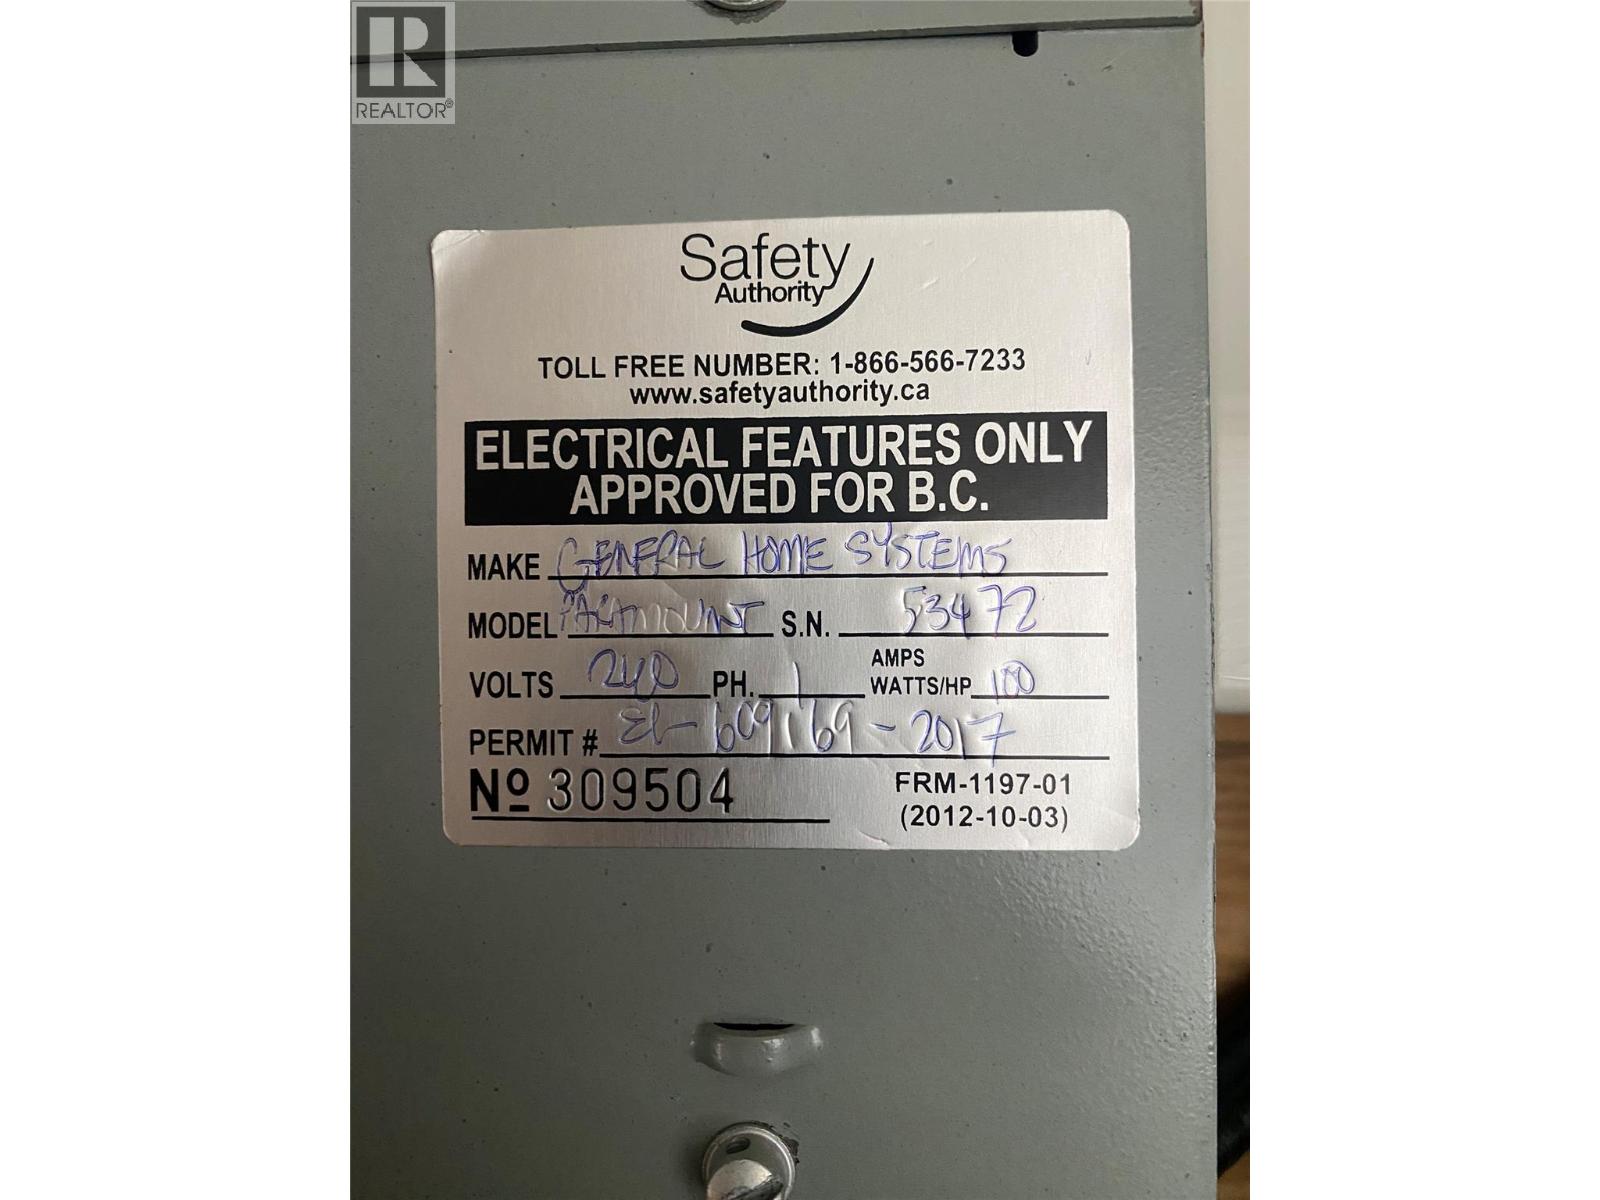 REALTOR®
Safety
Authority
TOLL FREE NUMBER: 1-866-566-7233
www.safetyauthority.ca
ELECTRICAL FEATURES ONLY
APPROVED FOR B.C.
MAKE GENERAL HOME SYSTEMS
MODEL PARAMOUNT S.N. 53472
VOLTS 240 PH. 1 AMPS WATTS/HP 100
PERMIT # EL-609169-2017
Nº 309504
FRM-1197-01
(2012-10-03)